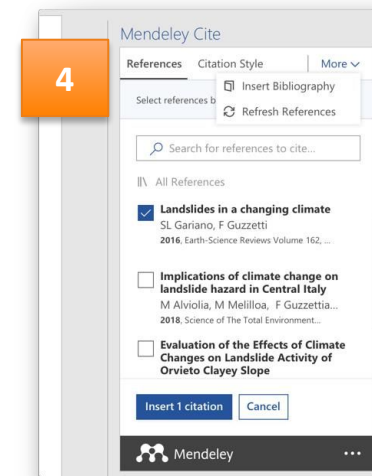 Mendeley Cite
4
References Citation Style More
Insert Bibliography
Select references b
Refresh References
Search for references to cite...
All References
Landslides in a changing climate
SL Gariano, F Guzzetti
2016, Earth-Science Reviews Volume 162, ...
Implications of climate change on
landslide hazard in Central Italy
M Alviolia, M Melilloa, F Guzzettia...
2018, Science of The Total Environment...
Evaluation of the Effects of Climate
Changes on Landslide Activity of
Orvieto Clayey Slope
Insert 1 citation Cancel
Mendeley ...